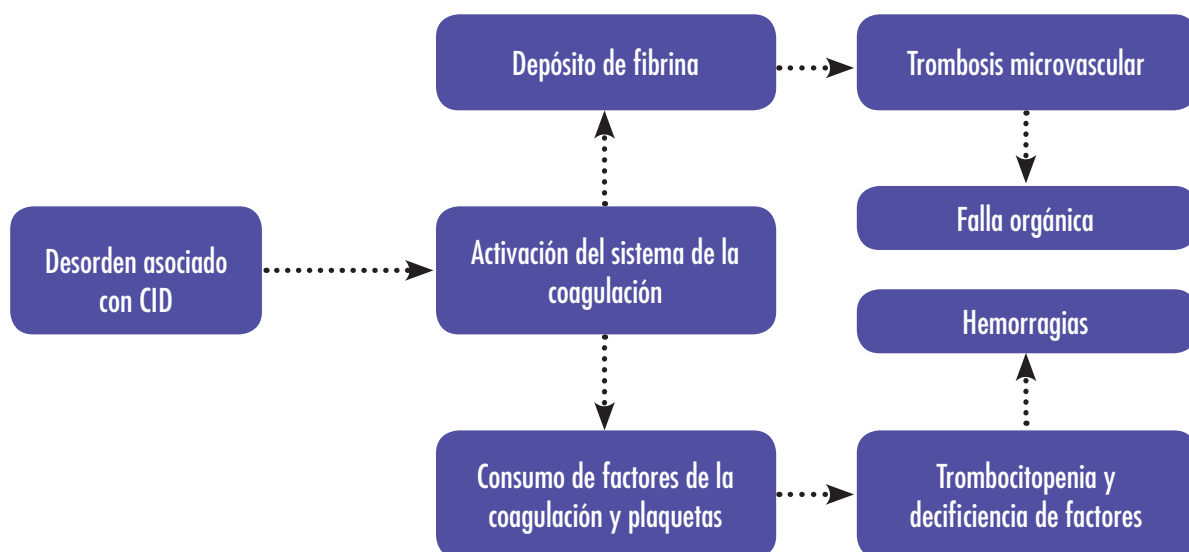 Depósito de fibrina
Trombosis microvascular
Desorden asociado
con CID
Activación del sistema de la
coagulación
Falla orgánica
Hemorragias
Consumo de factores de la
coagulación y plaquetas
Trombocitopenia y
decificiencia de factores